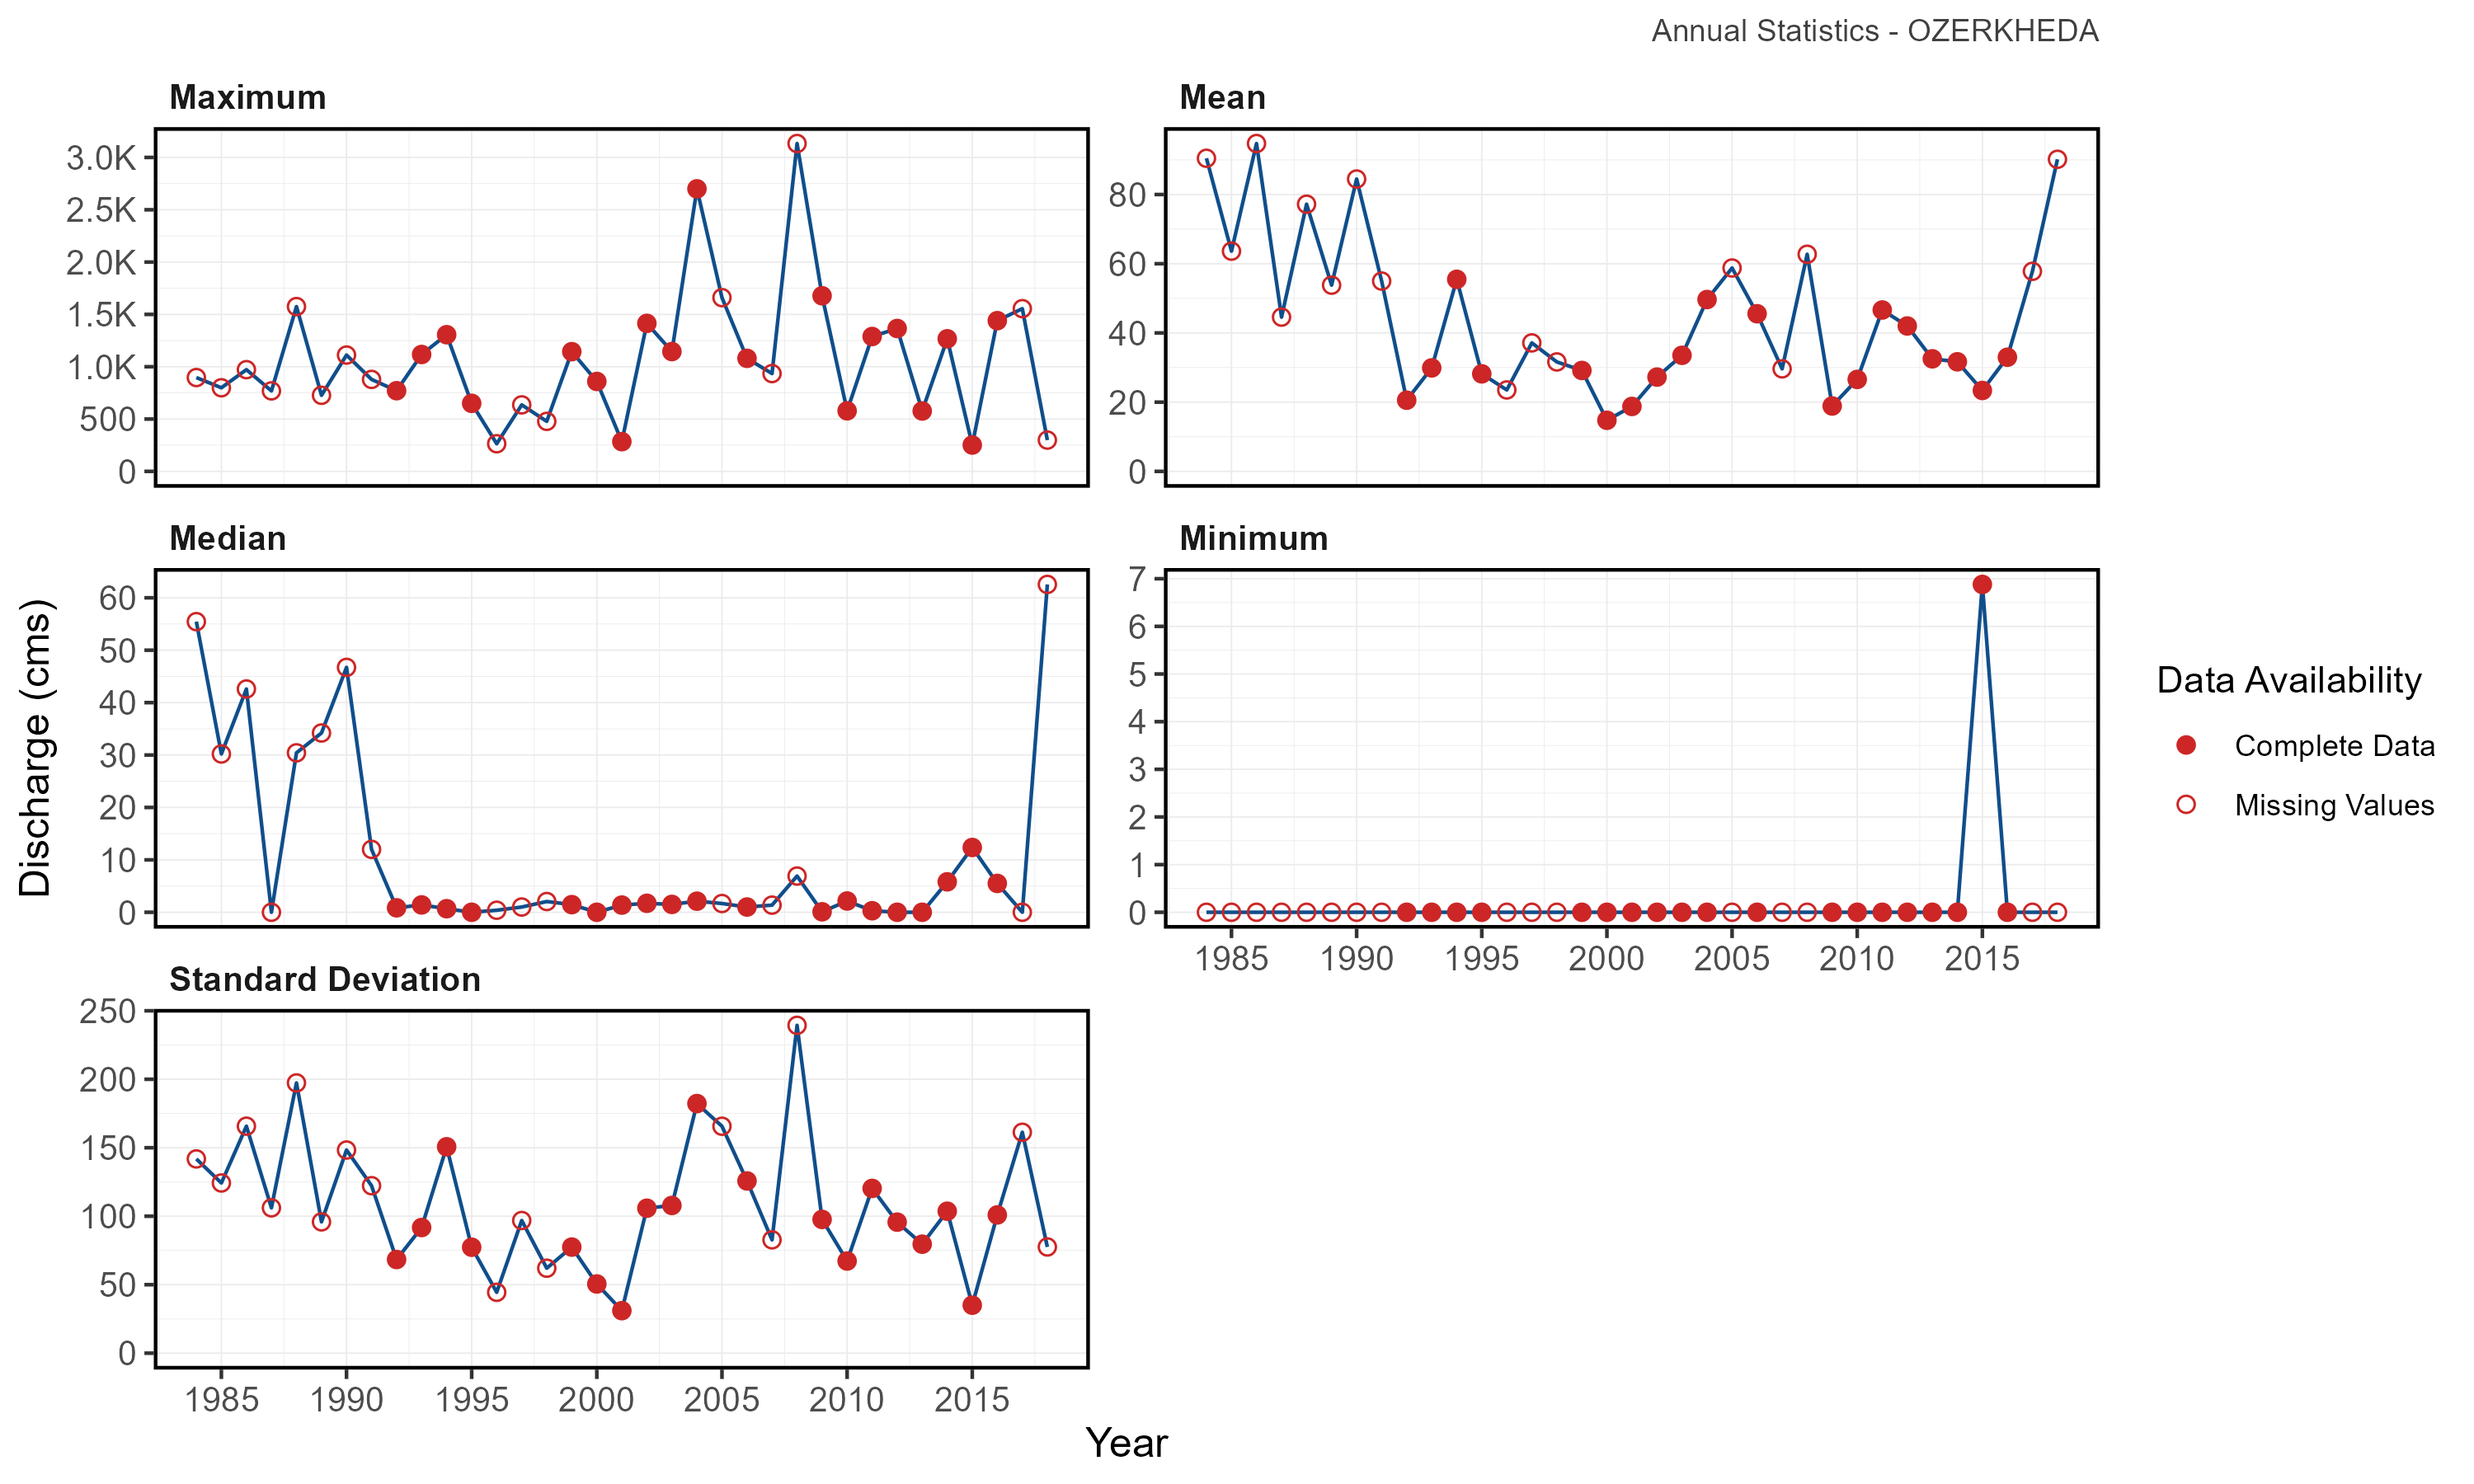 Annual Statistics - OZERKHEDA
Maximum
3.0K
2.5K
2.0K
1.5K
1.0K
500
0
Mean
80
60
40
20
0
Median
60
50
40
30
20
10
0
Minimum
7
6
5
4
3
2
1
0
1985 1990 1995 2000 2005 2010 2015
Standard Deviation
250
200
150
100
50
0
1985 1990 1995 2000 2005 2010 2015
Discharge (cms)
Year
Data Availability
Complete Data
Missing Values